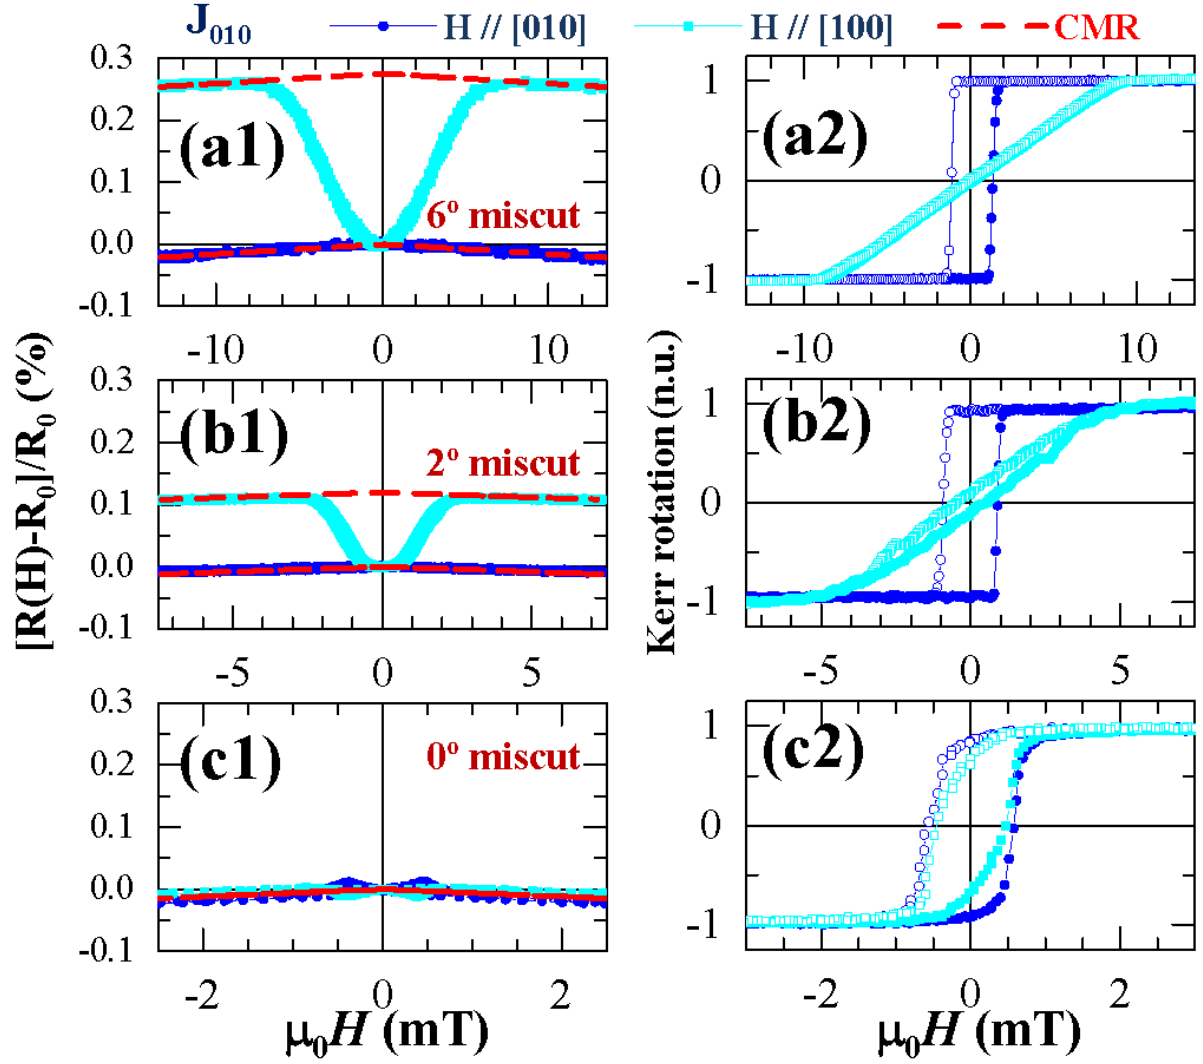 J₀₁₀ H // [010] H // [100] CMR
0.3
0.2
0.1
0.0
-0.1
(a1)
6º miscut
-10 0 10
1
0
-1
(a2)
-10 0 10
[R(H)-R₀]/R₀ (%)
0.3
0.2
0.1
0.0
-0.1
(b1)
2º miscut
-5 0 5
Kerr rotation (n.u.)
1
0
-1
(b2)
-5 0 5
0.3
0.2
0.1
0.0
-0.1
(c1)
0º miscut
-2 0 2
μ₀H (mT)
1
0
-1
(c2)
-2 0 2
μ₀H (mT)